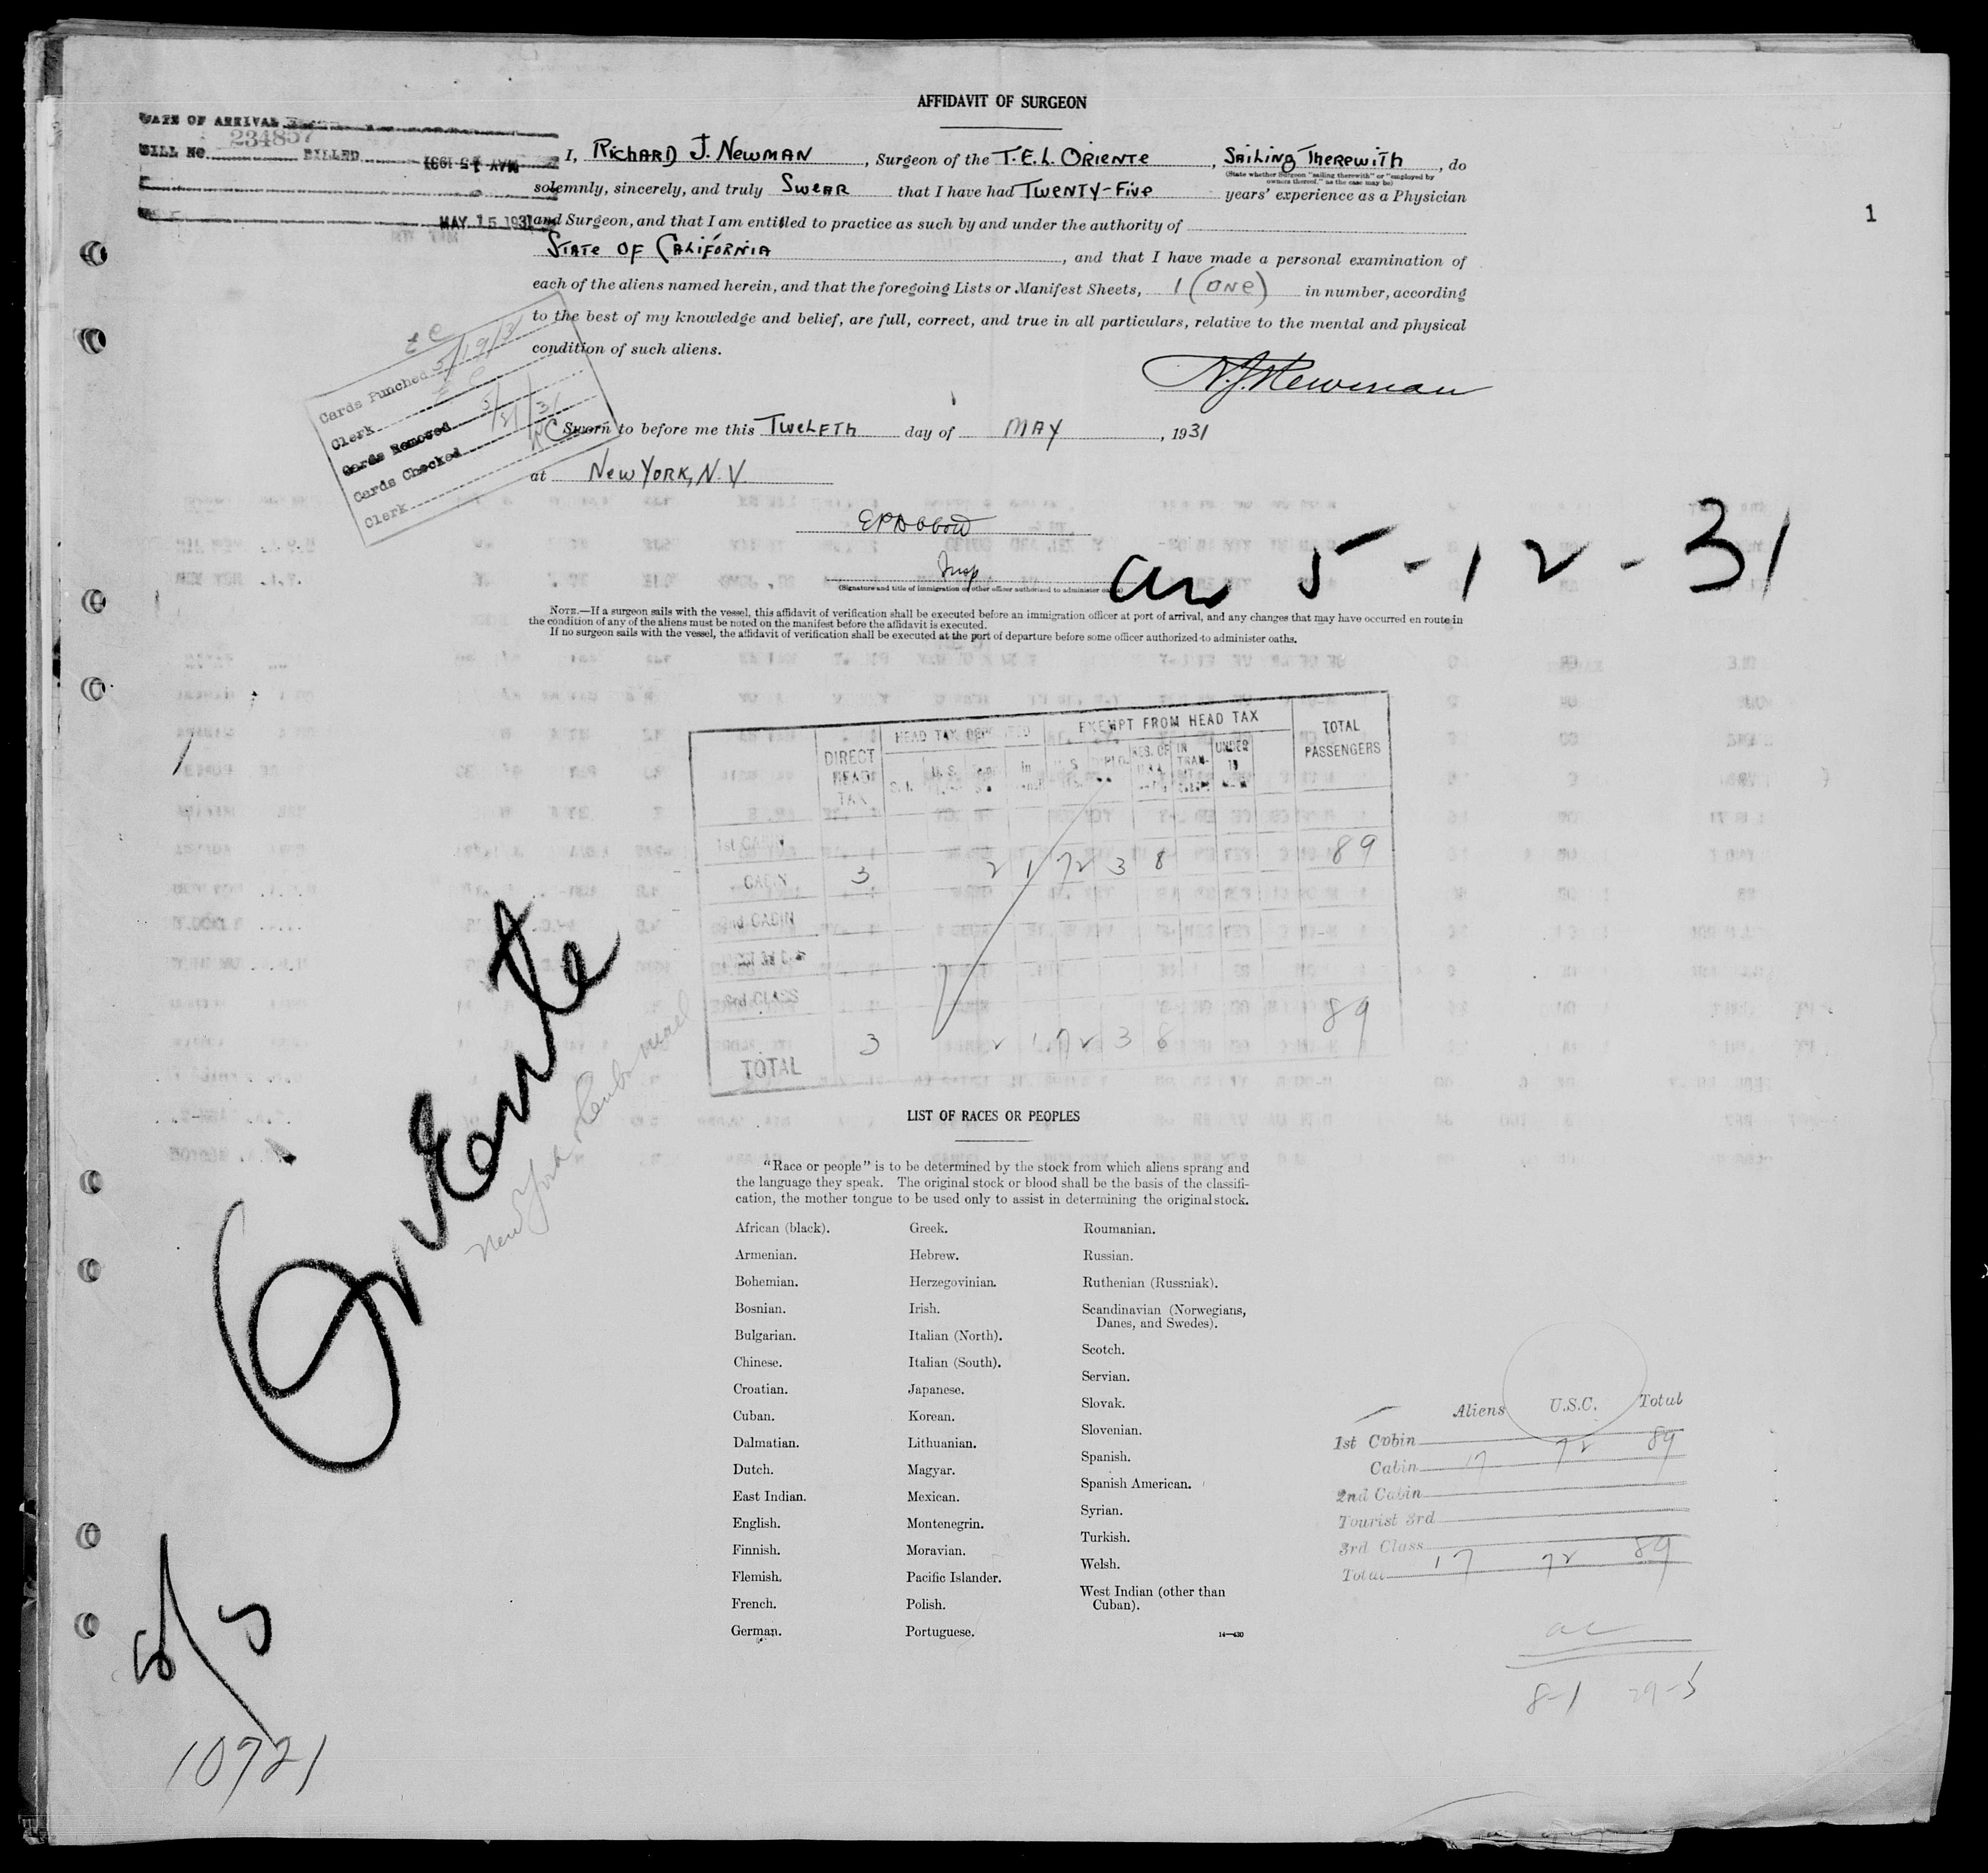 AFFIDAVIT OF SURGEON
DATE OF ARRIVAL
234857
BILL No. BILLED MAY 15 1931
MAY 15 1931
1
I, Richard J. Newman, Surgeon of the T.E.L. Oriente, Sailing Therewith, do
(State whether Surgeon "sailing therewith" or "employed by
owners thereof," as the case may be)
solemnly, sincerely, and truly Swear that I have had Twenty-Five years' experience as a Physician
and Surgeon, and that I am entitled to practice as such by and under the authority of
State of California, and that I have made a personal examination of
each of the aliens named herein, and that the foregoing Lists or Manifest Sheets, 1 (one) in number, according
to the best of my knowledge and belief, are full, correct, and true in all particulars, relative to the mental and physical
condition of such aliens.
R.J. Newman
Cards Punched 5/19/31
Clerk
Cards Removed
Cards Checked
Clerk
Sworn to before me this Twelfth day of May, 1931
at New York, N.Y.
Insp
(Signature and title of immigration or other officer authorized to administer oaths)
Arr 5-12-31
NOTE.—If a surgeon sails with the vessel, this affidavit of verification shall be executed before an immigration officer at port of arrival, and any changes that may have occurred en route in
the condition of any of the aliens must be noted on the manifest before the affidavit is executed.
If no surgeon sails with the vessel, the affidavit of verification shall be executed at the port of departure before some officer authorized to administer oaths.
DIRECT HEAD TAX HEAD TAX DEPOSITED EXEMPT FROM HEAD TAX TOTAL PASSENGERS
1st CABIN
CABIN 3 2 1 72 3 8 89
2nd CABIN
3rd CLASS
TOTAL 3 2 1 72 3 8 89
Oriente
New York & Cuba Mail
LIST OF RACES OR PEOPLES
"Race or people" is to be determined by the stock from which aliens sprang and
the language they speak. The original stock or blood shall be the basis of the classifi-
cation, the mother tongue to be used only to assist in determining the original stock.
African (black). Greek. Roumanian.
Armenian. Hebrew. Russian.
Bohemian. Herzegovinian. Ruthenian (Russniak).
Bosnian. Irish. Scandinavian (Norwegians,
Danes, and Swedes).
Bulgarian. Italian (North). Scotch.
Chinese. Italian (South). Servian.
Croatian. Japanese. Slovak.
Cuban. Korean. Slovenian.
Dalmatian. Lithuanian. Spanish.
Dutch. Magyar. Spanish American.
East Indian. Mexican. Syrian.
English. Montenegrin. Turkish.
Finnish. Moravian. Welsh.
Flemish. Pacific Islander. West Indian (other than
Cuban).
French. Polish.
German. Portuguese.
14—430
Aliens U.S.C. Total
1st Cabin
Cabin 17 72 89
2nd Cabin
Tourist 3rd
3rd Class
Total 17 72 89
8-1 29-5
10721